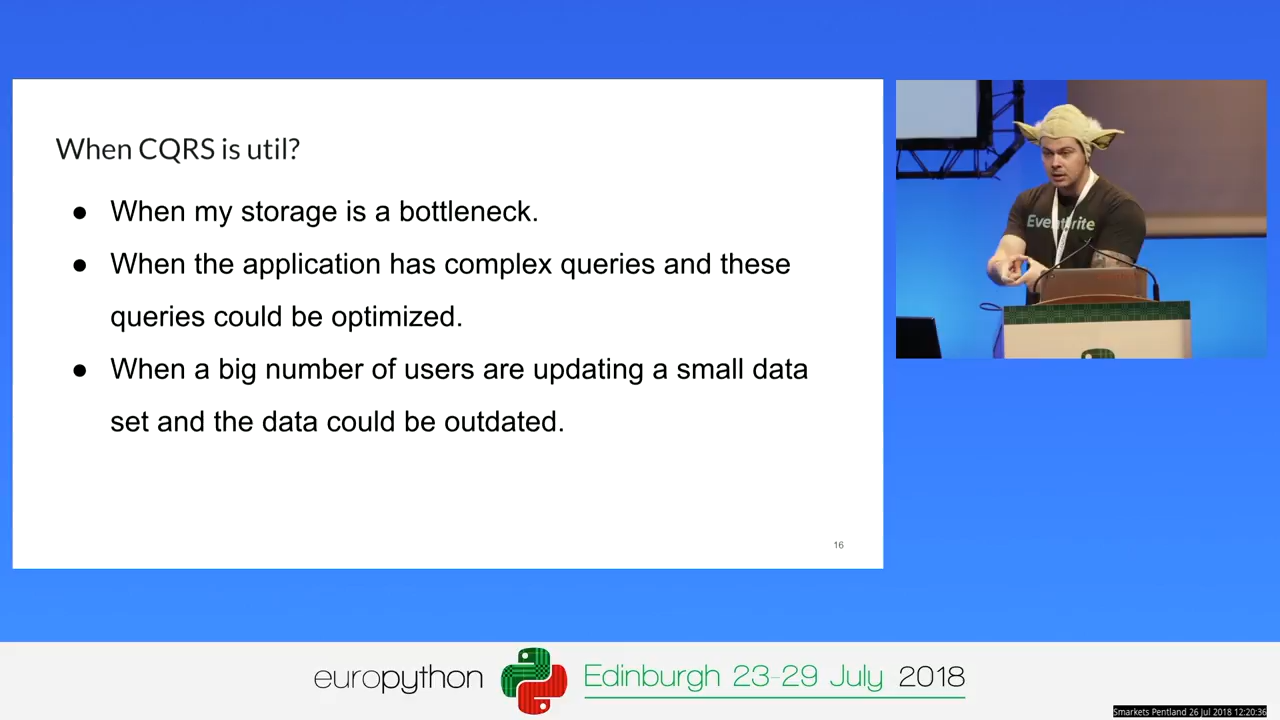 When CQRS is util?
● When my storage is a bottleneck.
● When the application has complex queries and these
queries could be optimized.
● When a big number of users are updating a small data
set and the data could be outdated.
16
Eventbrite
europython
Edinburgh 23-29 July 2018
Smarkets Pentland 26 Jul 2018 12:20:36